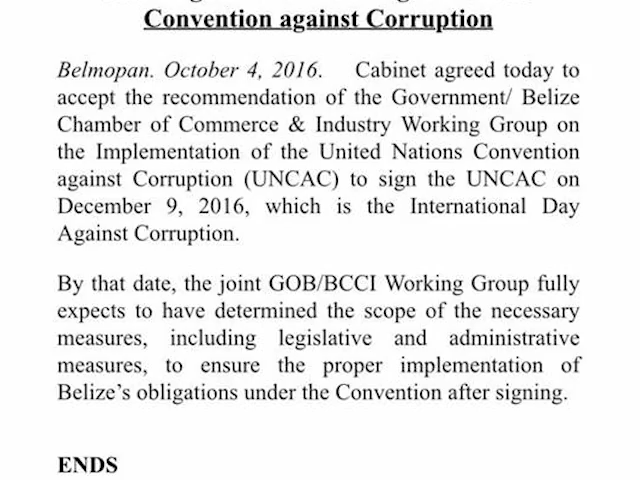 Convention against Corruption
Belmopan. October 4, 2016. Cabinet agreed today to
accept the recommendation of the Government/ Belize
Chamber of Commerce & Industry Working Group on
the Implementation of the United Nations Convention
against Corruption (UNCAC) to sign the UNCAC on
December 9, 2016, which is the International Day
Against Corruption.
By that date, the joint GOB/BCCI Working Group fully
expects to have determined the scope of the necessary
measures, including legislative and administrative
measures, to ensure the proper implementation of
Belize’s obligations under the Convention after signing.
ENDS